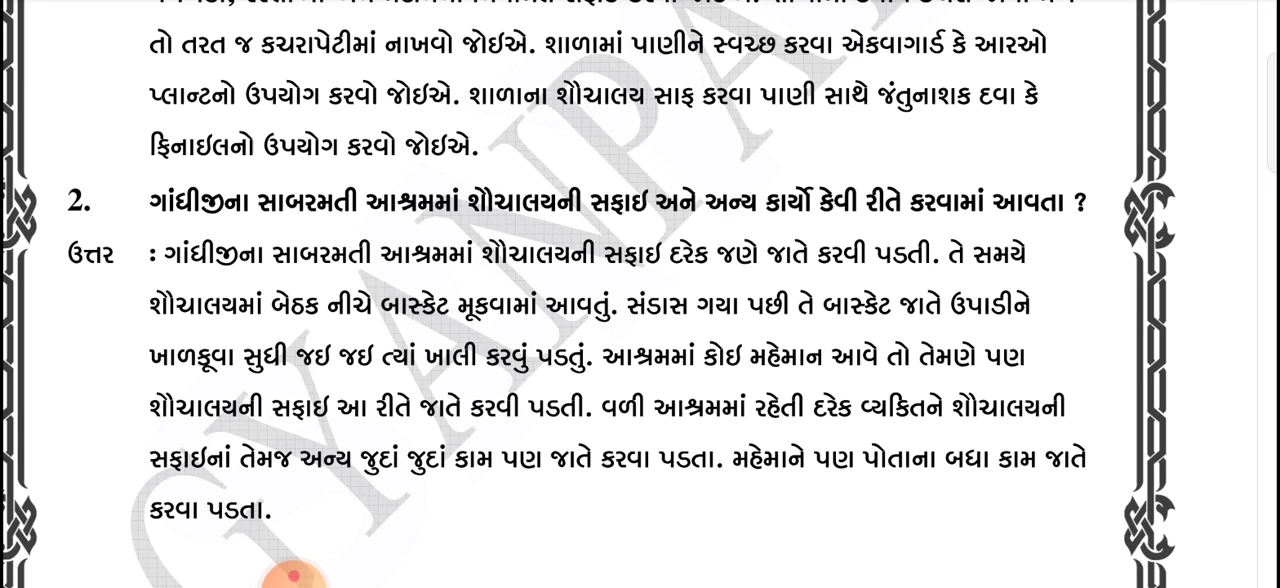 તો તરત જ કચરાપેટીમાં નાખવો જોઇએ. શાળામાં પાણીને સ્વચ્છ કરવા એકવાગાર્ડ કે આરઓ
પ્લાન્ટનો ઉપયોગ કરવો જોઇએ. શાળાના શૌચાલય સાફ કરવા પાણી સાથે જંતુનાશક દવા કે
ફિનાઇલનો ઉપયોગ કરવો જોઇએ.
2. ગાંધીજીના સાબરમતી આશ્રમમાં શૌચાલયની સફાઇ અને અન્ય કાર્યો કેવી રીતે કરવામાં આવતા ?
ઉત્તર : ગાંધીજીના સાબરમતી આશ્રમમાં શૌચાલયની સફાઇ દરેક જણે જાતે કરવી પડતી. તે સમયે
શૌચાલયમાં બેઠક નીચે બાસ્કેટ મૂકવામાં આવતું. સંડાસ ગયા પછી તે બાસ્કેટ જાતે ઉપાડીને
ખાળકૂવા સુધી જઇ જઇ ત્યાં ખાલી કરવું પડતું. આશ્રમમાં કોઇ મહેમાન આવે તો તેમણે પણ
શૌચાલયની સફાઇ આ રીતે જાતે કરવી પડતી. વળી આશ્રમમાં રહેતી દરેક વ્યકિતને શૌચાલયની
સફાઇનાં તેમજ અન્ય જુદાં જુદાં કામ પણ જાતે કરવા પડતા. મહેમાને પણ પોતાના બધા કામ જાતે
કરવા પડતા.
GYANPA